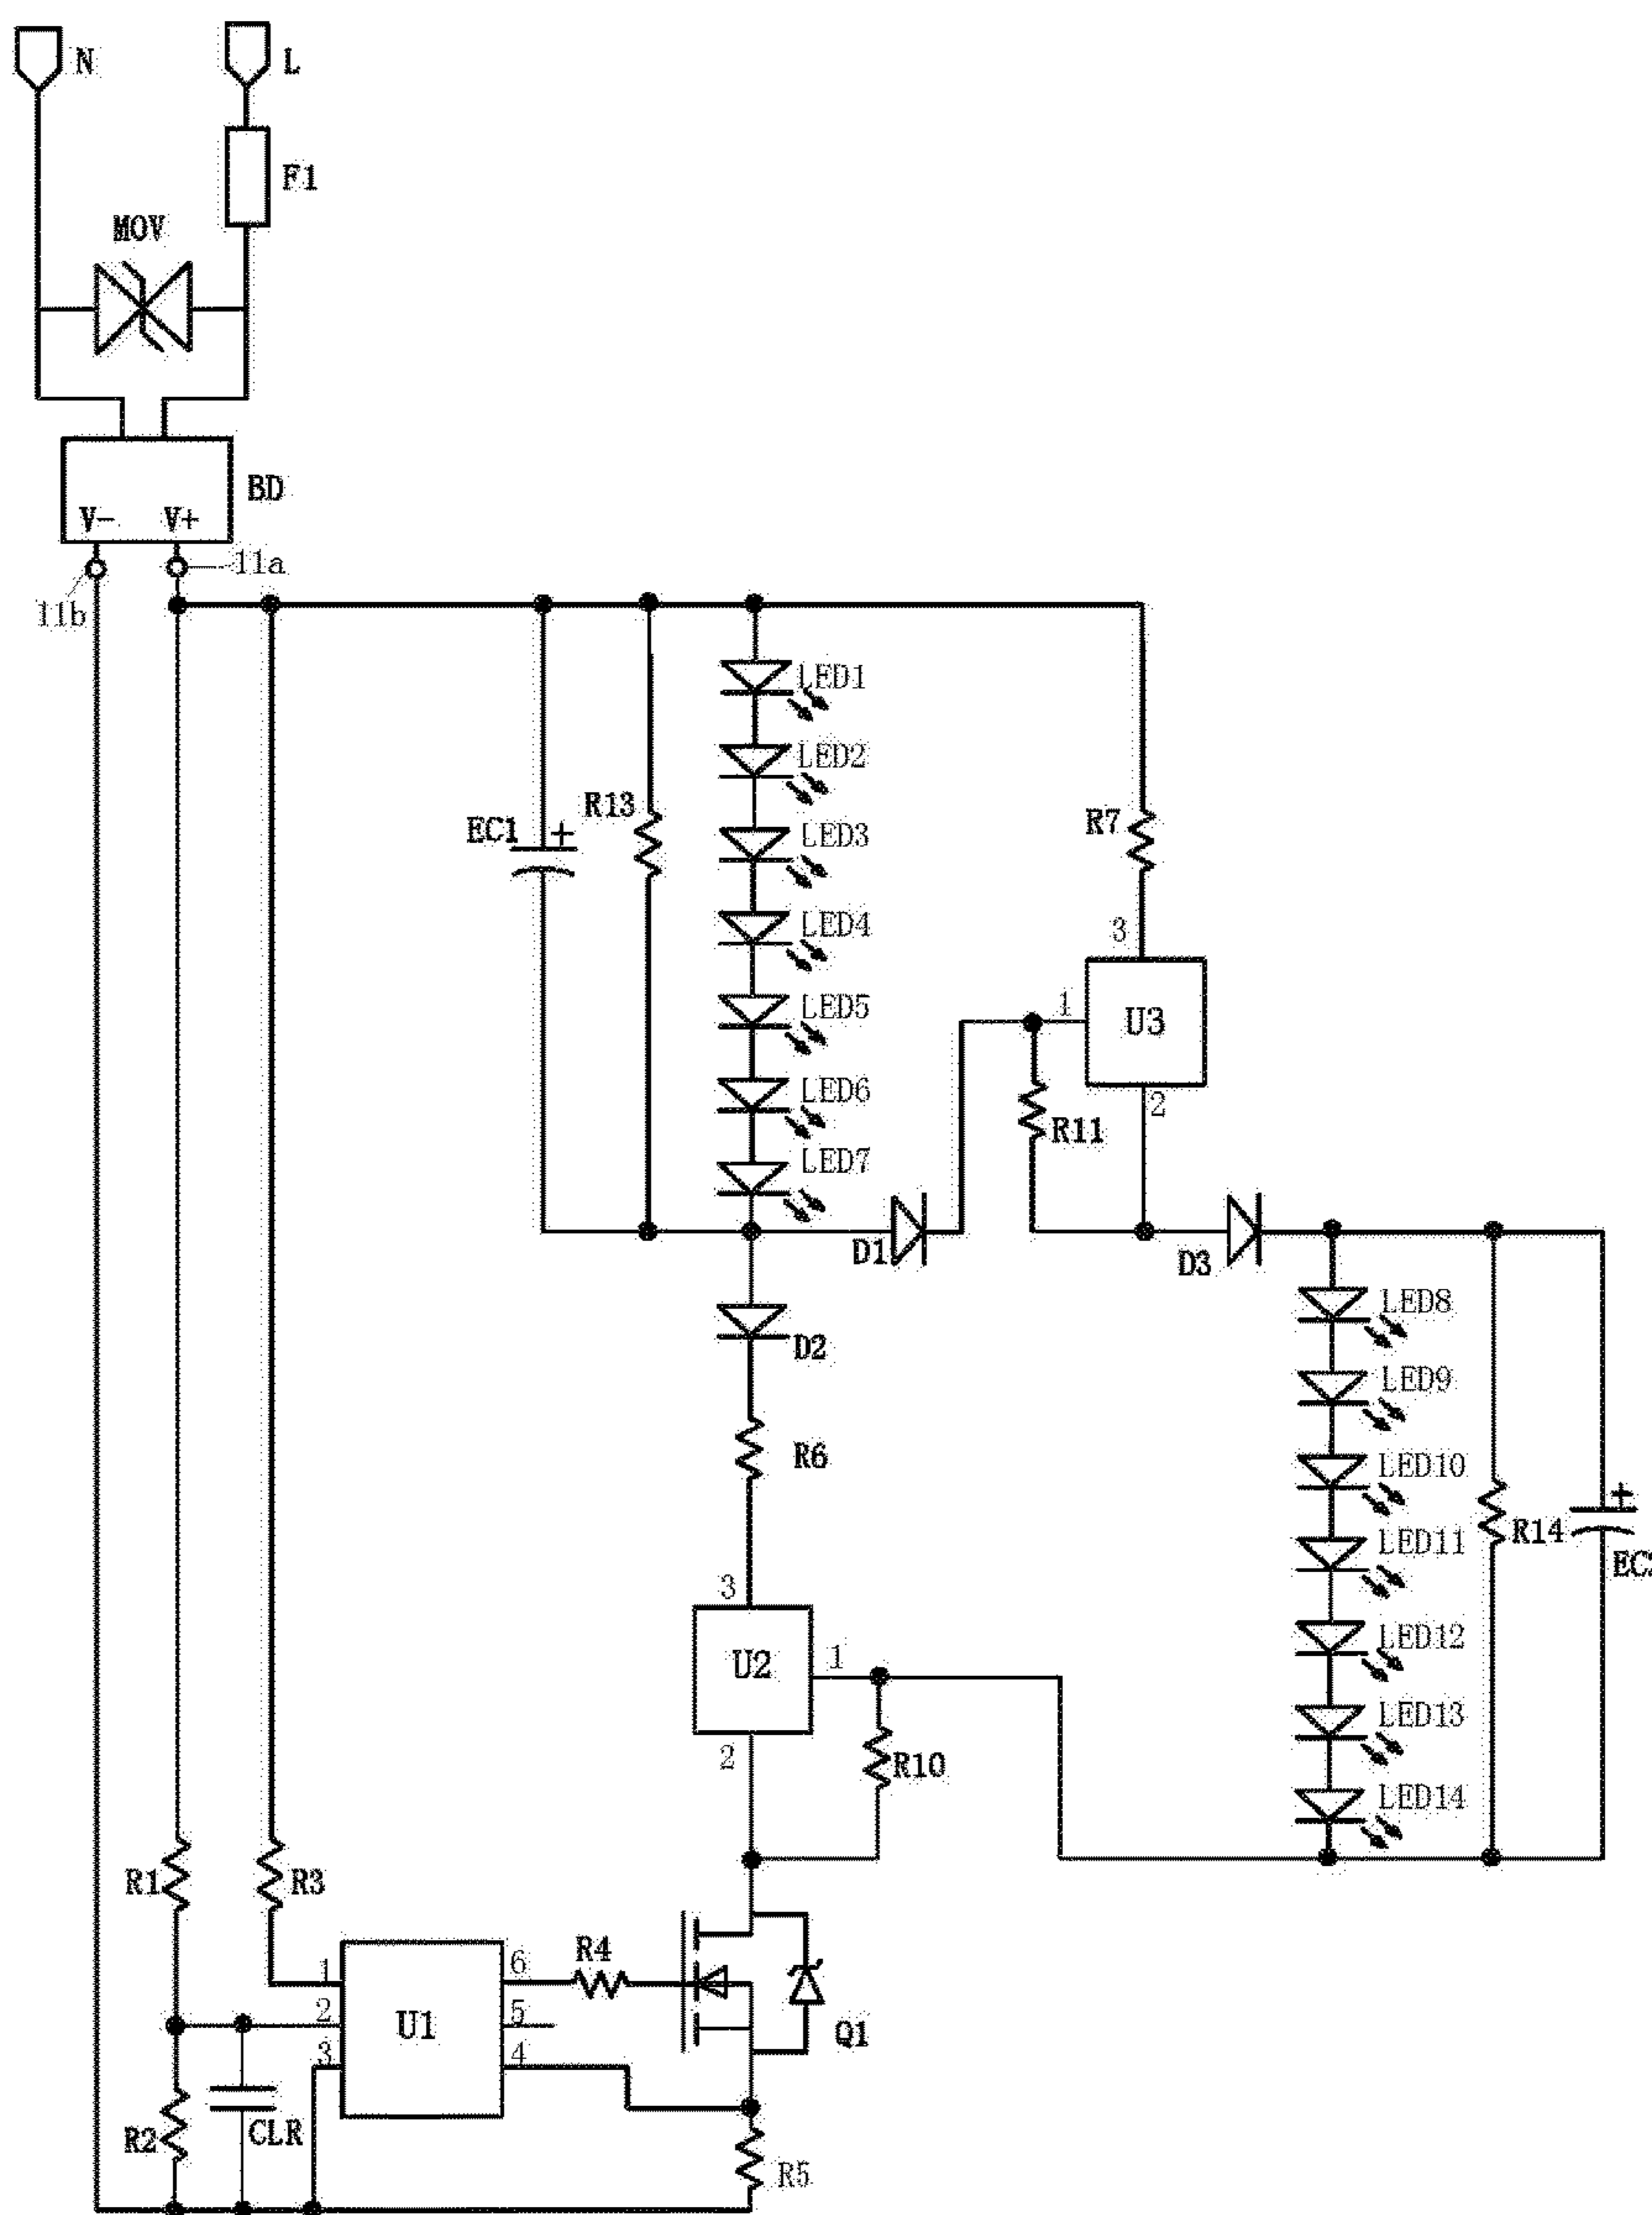 N
L
F1
MOV
BD
V-
V+
11a
11b
LED1
LED2
R13
R7
EC1
+
LED3
LED4
3
1
U3
LED5
LED6
2
R11
LED7
D1
D3
LED8
D2
LED9
R6
LED10
+
R14
LED11
3
LED12
U2
1
LED13
2
R10
LED14
R1
R3
R4
1
6
2
U1
5
3
4
Q1
R2
CLR
R5